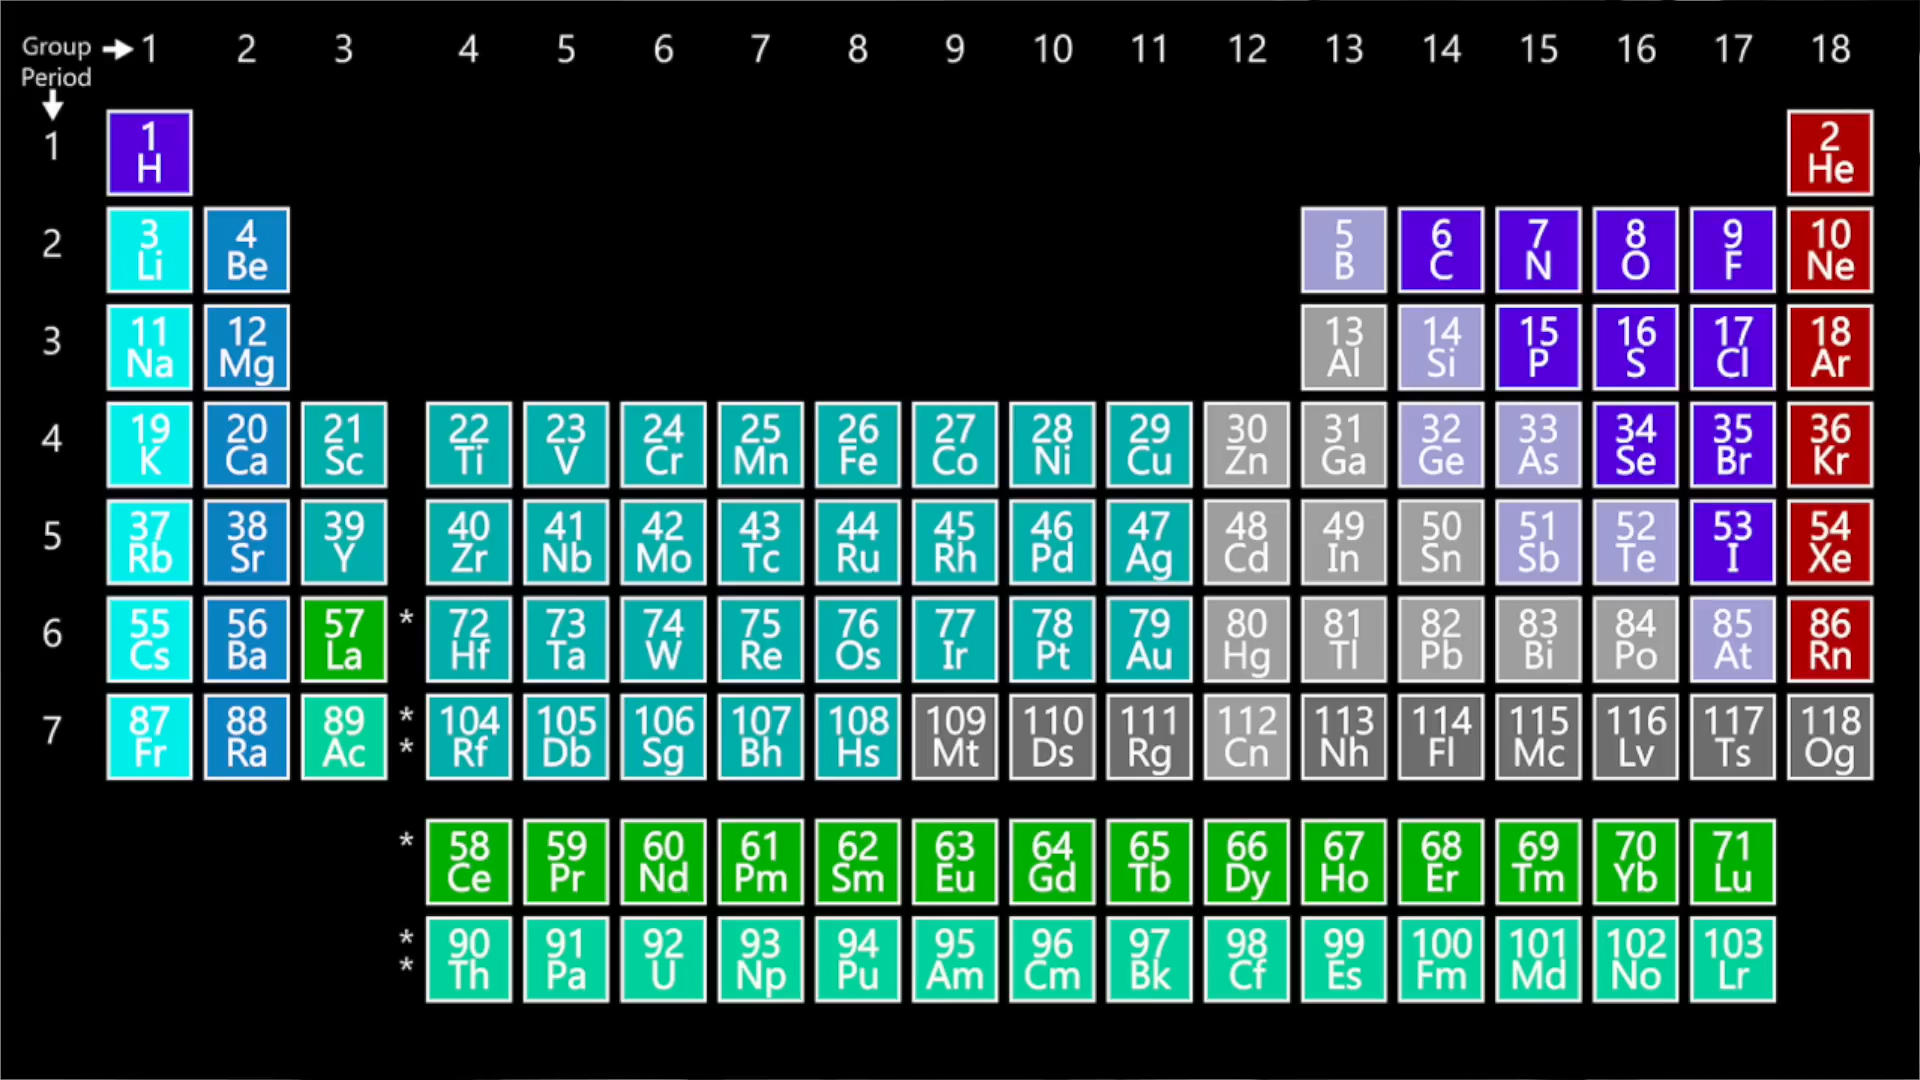 Group 1 2 3 4 5 6 7 8 9 10 11 12 13 14 15 16 17 18
Period
1 1 2
H He
2 3 4 5 6 7 8 9 10
Li Be B C N O F Ne
3 11 12 13 14 15 16 17 18
Na Mg Al Si P S Cl Ar
4 19 20 21 22 23 24 25 26 27 28 29 30 31 32 33 34 35 36
K Ca Sc Ti V Cr Mn Fe Co Ni Cu Zn Ga Ge As Se Br Kr
5 37 38 39 40 41 42 43 44 45 46 47 48 49 50 51 52 53 54
Rb Sr Y Zr Nb Mo Tc Ru Rh Pd Ag Cd In Sn Sb Te I Xe
6 55 56 57 * 72 73 74 75 76 77 78 79 80 81 82 83 84 85 86
Cs Ba La Hf Ta W Re Os Ir Pt Au Hg Tl Pb Bi Po At Rn
7 87 88 89 * 104 105 106 107 108 109 110 111 112 113 114 115 116 117 118
Fr Ra Ac * Rf Db Sg Bh Hs Mt Ds Rg Cn Nh Fl Mc Lv Ts Og
* 58 59 60 61 62 63 64 65 66 67 68 69 70 71
Ce Pr Nd Pm Sm Eu Gd Tb Dy Ho Er Tm Yb Lu
* 90 91 92 93 94 95 96 97 98 99 100 101 102 103
* Th Pa U Np Pu Am Cm Bk Cf Es Fm Md No Lr